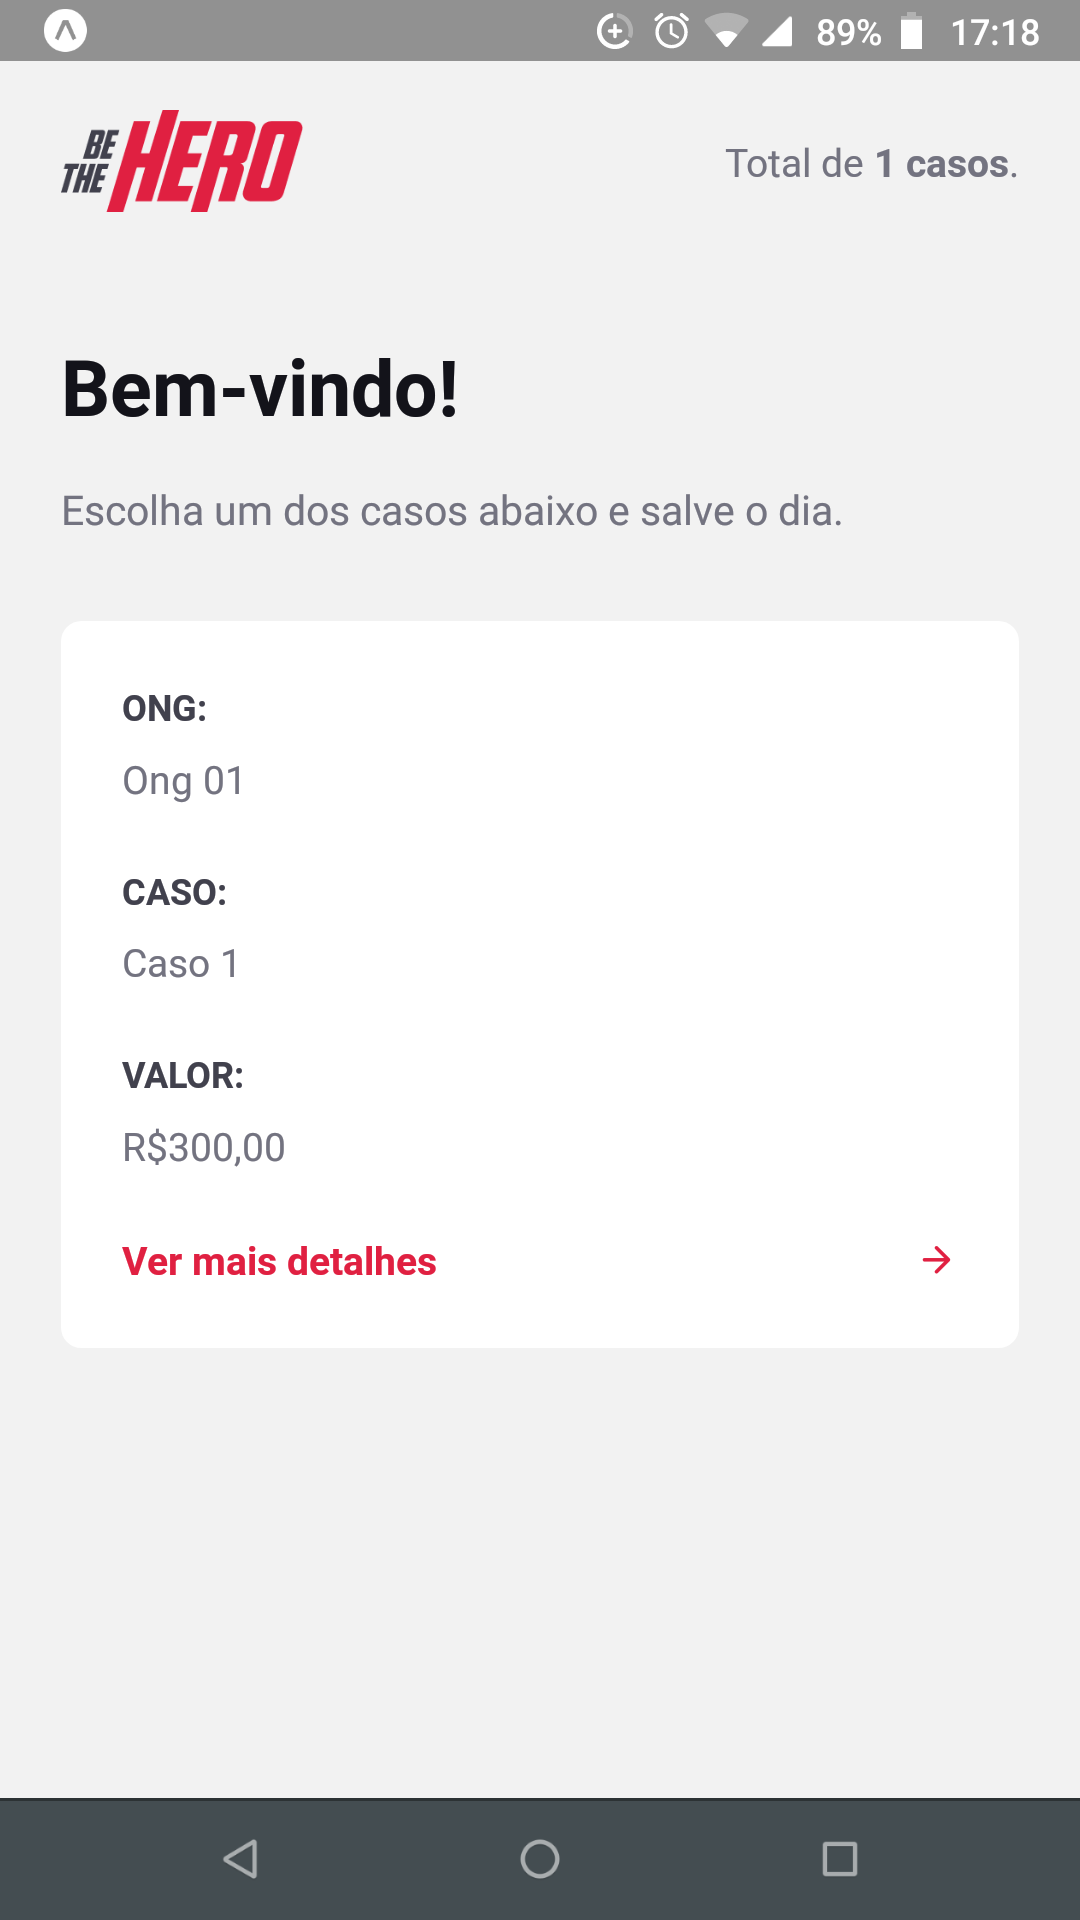 89% 17:18
BE THE HERO
Total de 1 casos.
Bem-vindo!
Escolha um dos casos abaixo e salve o dia.
ONG:
Ong 01
CASO:
Caso 1
VALOR:
R$300,00
Ver mais detalhes